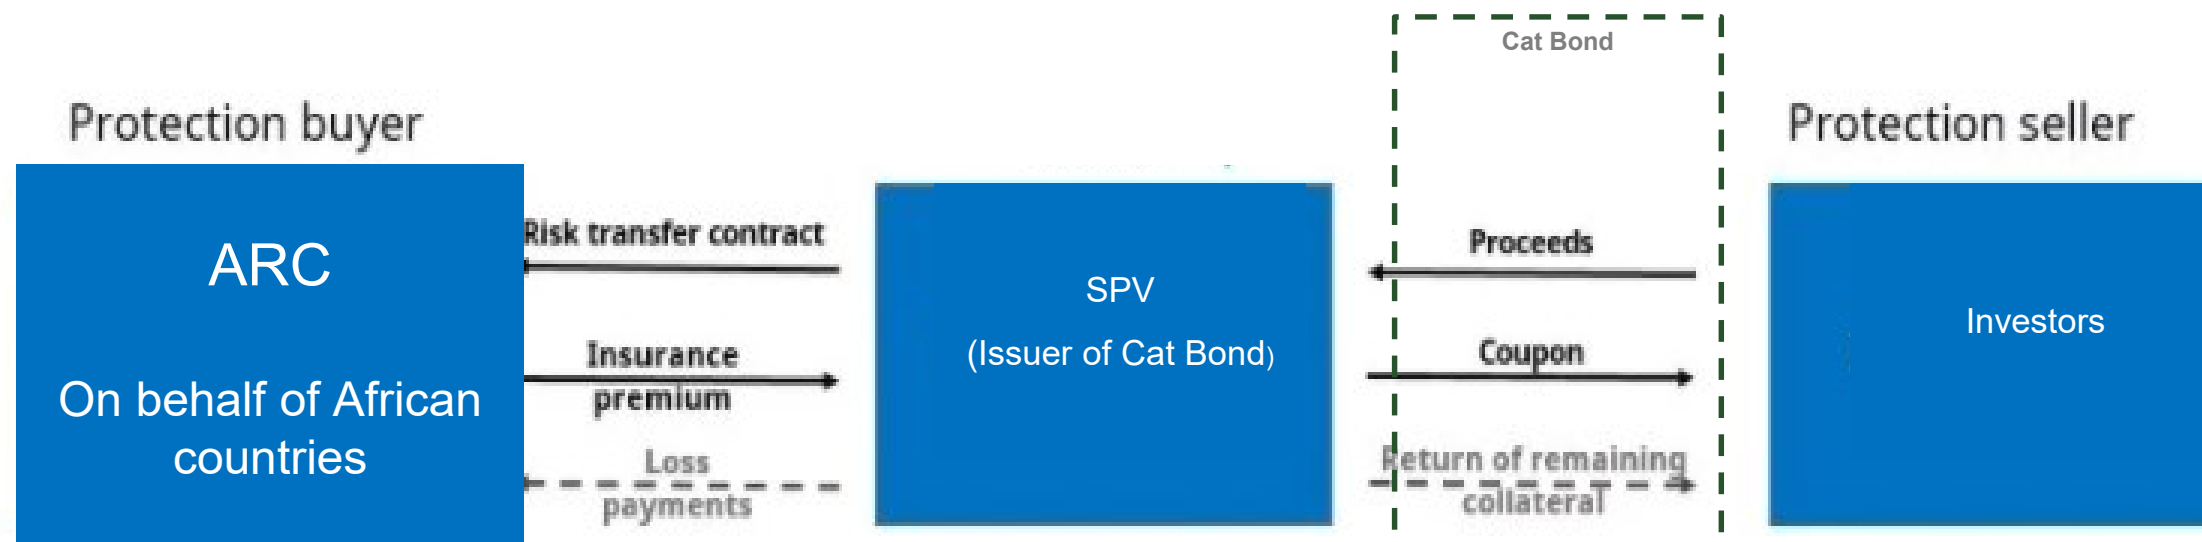 Cat Bond
Protection buyer
Protection seller
ARC
On behalf of African
countries
Risk transfer contract
Insurance
premium
Loss
payments
SPV
(Issuer of Cat Bond)
Proceeds
Coupon
Return of remaining
collateral
Investors